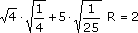 √4 · √(1/4) + 5 · √(1/25) R = 2